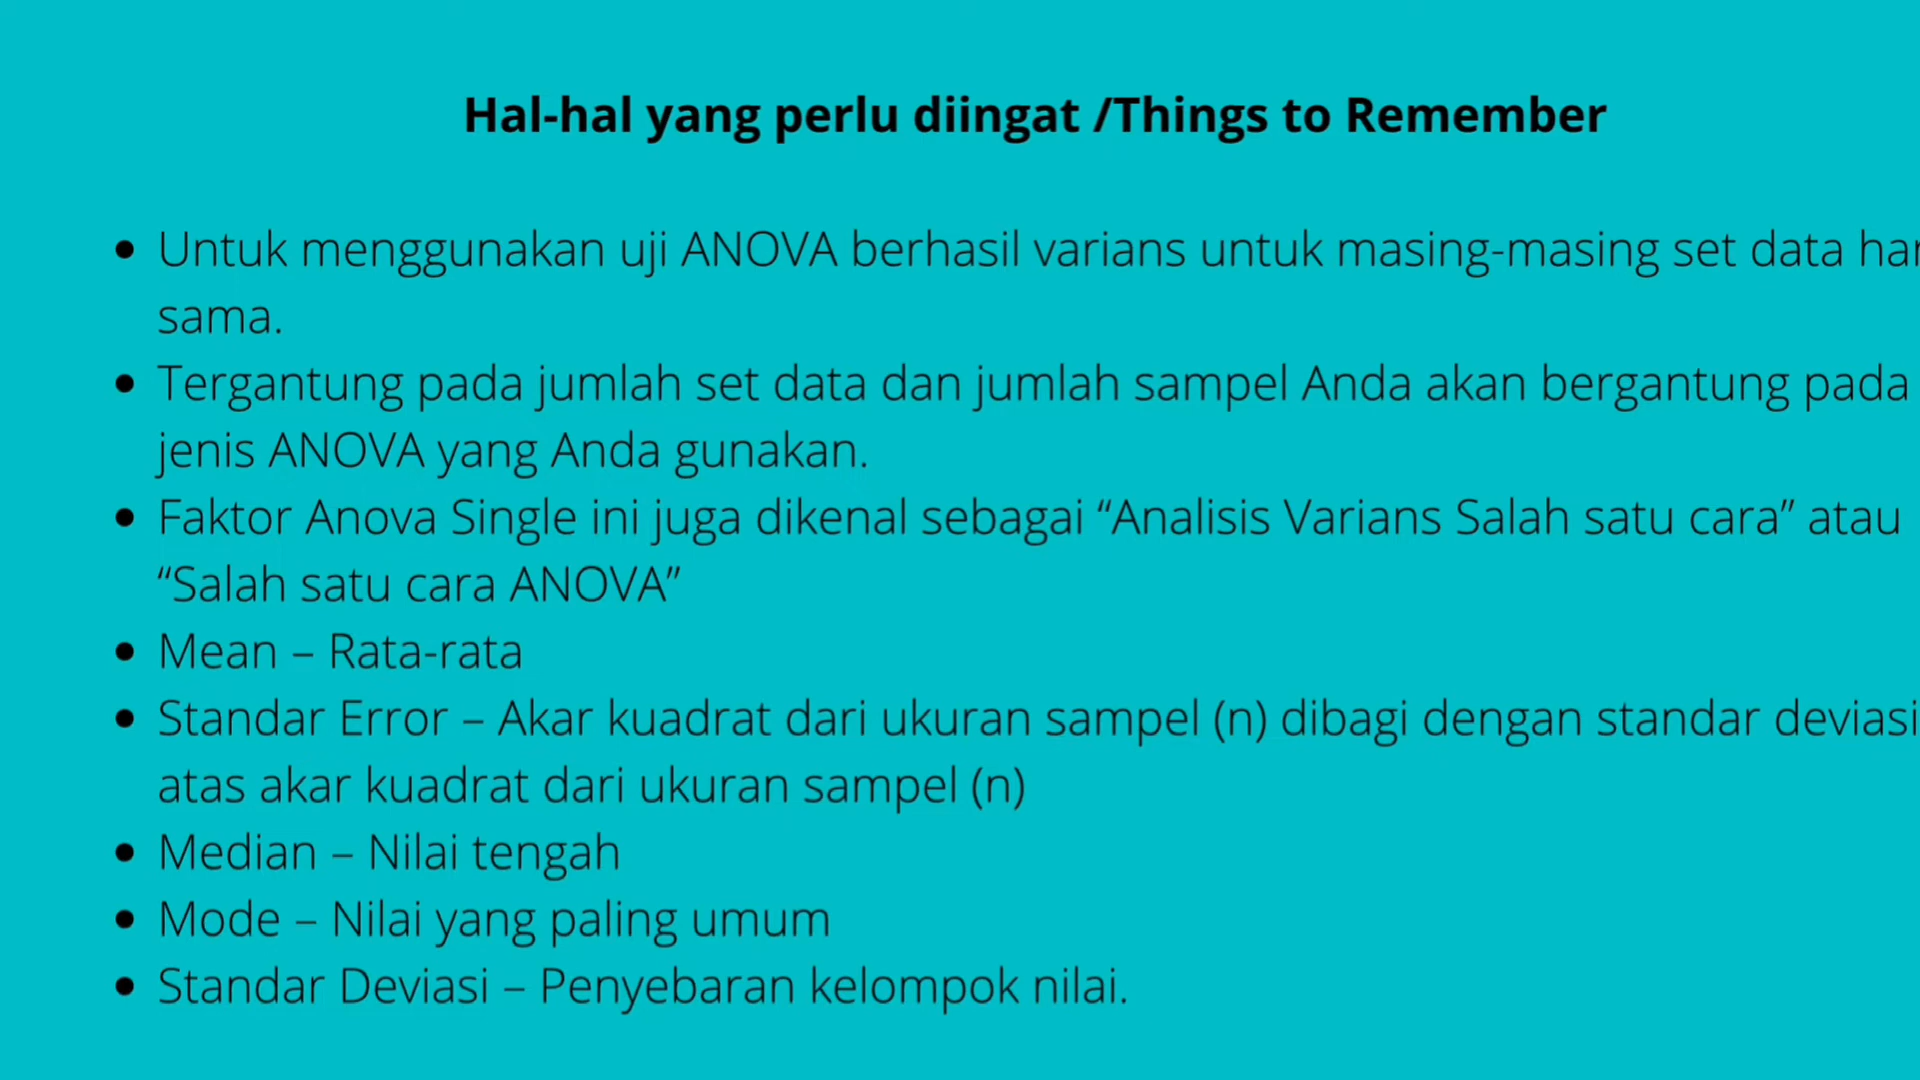 Hal-hal yang perlu diingat /Things to Remember
Untuk menggunakan uji ANOVA berhasil varians untuk masing-masing set data
sama.
Tergantung pada jumlah set data dan jumlah sampel Anda akan bergantung pada
jenis ANOVA yang Anda gunakan.
Faktor Anova Single ini juga dikenal sebagai “Analisis Varians Salah satu cara” atau
“Salah satu cara ANOVA”
Mean – Rata-rata
Standar Error – Akar kuadrat dari ukuran sampel (n) dibagi dengan standar deviasi
atas akar kuadrat dari ukuran sampel (n)
Median – Nilai tengah
Mode – Nilai yang paling umum
Standar Deviasi – Penyebaran kelompok nilai.